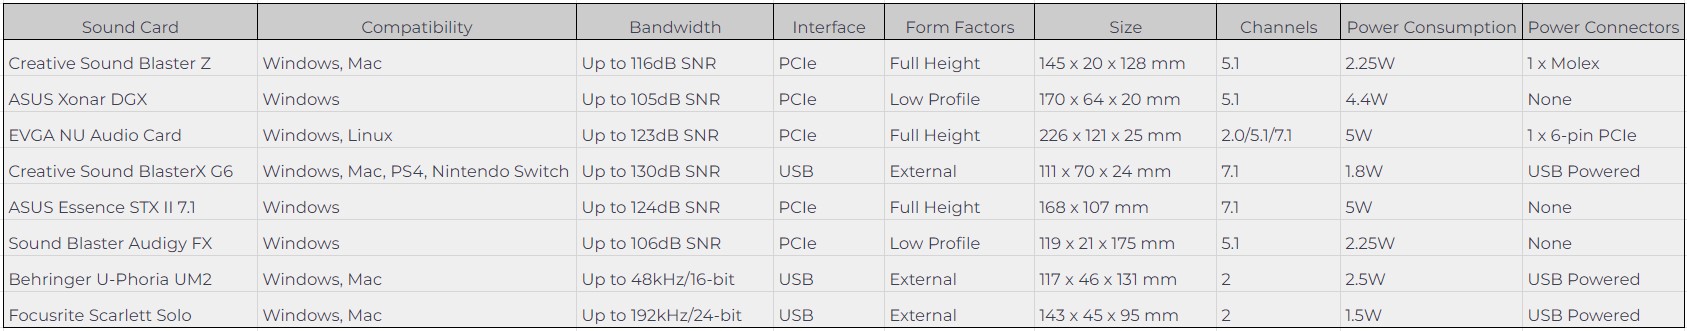 Sound Card Compatibility Bandwidth Interface Form Factors Size Channels Power Consumption Power Connectors
Creative Sound Blaster Z Windows, Mac Up to 116dB SNR PCIe Full Height 145 x 20 x 128 mm 5.1 2.25W 1 x Molex
ASUS Xonar DGX Windows Up to 105dB SNR PCIe Low Profile 170 x 64 x 20 mm 5.1 4.4W None
EVGA NU Audio Card Windows, Linux Up to 123dB SNR PCIe Full Height 226 x 121 x 25 mm 2.0/5.1/7.1 5W 1 x 6-pin PCIe
Creative Sound BlasterX G6 Windows, Mac, PS4, Nintendo Switch Up to 130dB SNR USB External 111 x 70 x 24 mm 7.1 1.8W USB Powered
ASUS Essence STX II 7.1 Windows Up to 124dB SNR PCIe Full Height 168 x 107 mm 7.1 5W None
Sound Blaster Audigy FX Windows Up to 106dB SNR PCIe Low Profile 119 x 21 x 175 mm 5.1 2.25W None
Behringer U-Phoria UM2 Windows, Mac Up to 48kHz/16-bit USB External 117 x 46 x 131 mm 2 2.5W USB Powered
Focusrite Scarlett Solo Windows, Mac Up to 192kHz/24-bit USB External 143 x 45 x 95 mm 2 1.5W USB Powered